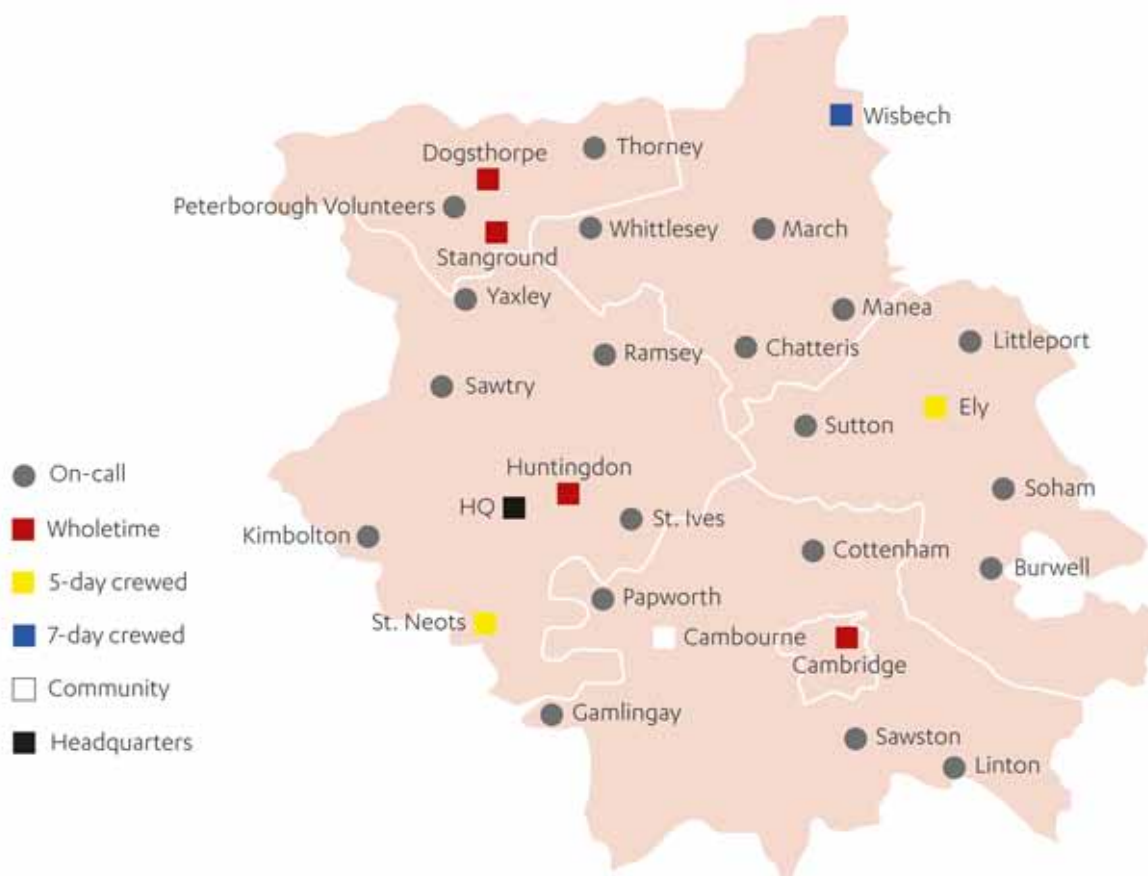 Wisbech
Thorney
Dogsthorpe
Peterborough Volunteers
Whittlesey
March
Stanground
Yaxley
Manea
Littleport
Ramsey
Chatteris
Sawtry
Ely
Sutton
Huntingdon
HQ
St. Ives
Soham
Kimbolton
Cottenham
Burwell
Papworth
St. Neots
Cambourne
Cambridge
Gamlingay
Sawston
Linton
On-call
Wholetime
5-day crewed
7-day crewed
Community
Headquarters